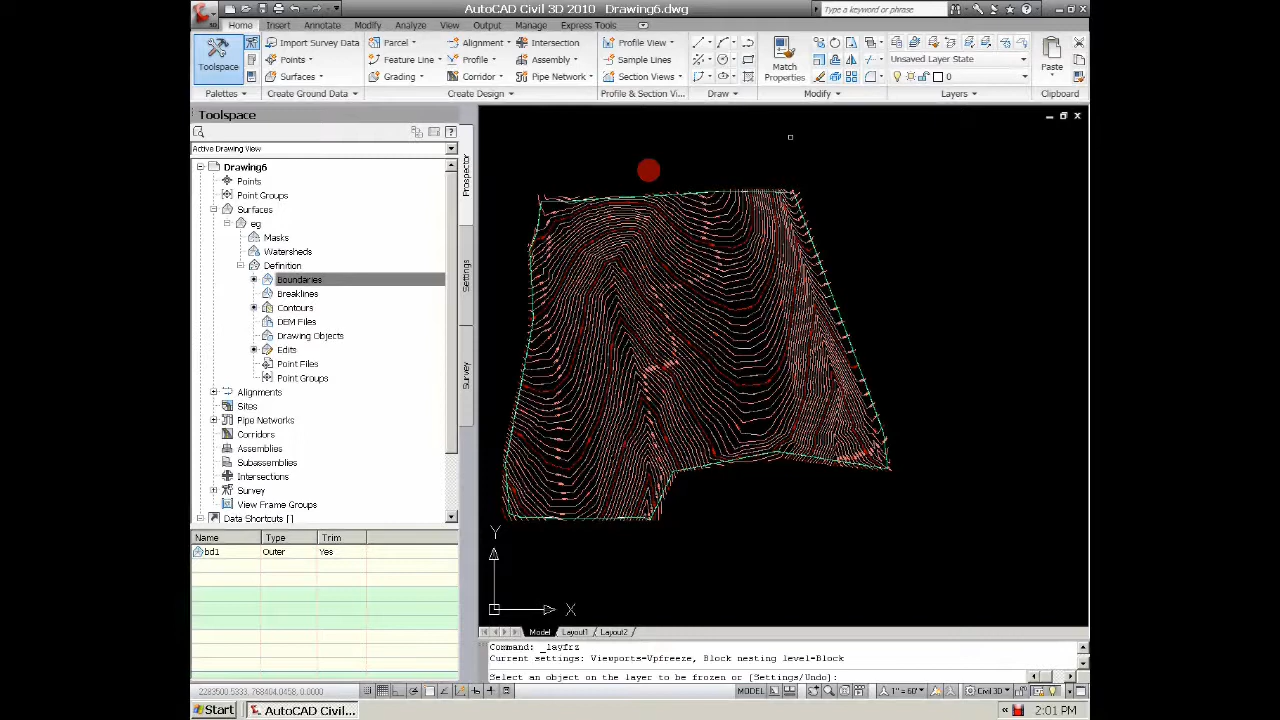 AutoCAD Civil 3D 2010 Drawing6.dwg
Type a keyword or phrase
Home Insert Annotate Modify Analyze View Output Manage Express Tools
Toolspace
Import Survey Data
Points
Surfaces
Parcel
Feature Line
Grading
Alignment
Profile
Corridor
Intersection
Assembly
Pipe Network
Profile View
Sample Lines
Section Views
Match
Properties
Unsaved Layer State
0
Paste
Palettes Create Ground Data Create Design Profile & Section Vi... Draw Modify Layers Clipboard
Toolspace
Active Drawing View
Drawing6
Points
Point Groups
Surfaces
eg
Masks
Watersheds
Definition
Boundaries
Breaklines
Contours
DEM Files
Drawing Objects
Edits
Point Files
Point Groups
Alignments
Sites
Pipe Networks
Corridors
Assemblies
Subassemblies
Intersections
Survey
View Frame Groups
Data Shortcuts []
Prospector
Settings
Survey
Name Type Trim
bd1 Outer Yes
Y
X
Model Layout1 Layout2
Command: _layfrz
Current settings: Viewports=Vpfreeze, Block nesting level=Block
Select an object on the layer to be frozen or [Settings/Undo]:
MODEL
1"=60'
Civil 3D
Start AutoCAD Civil... 2:01 PM